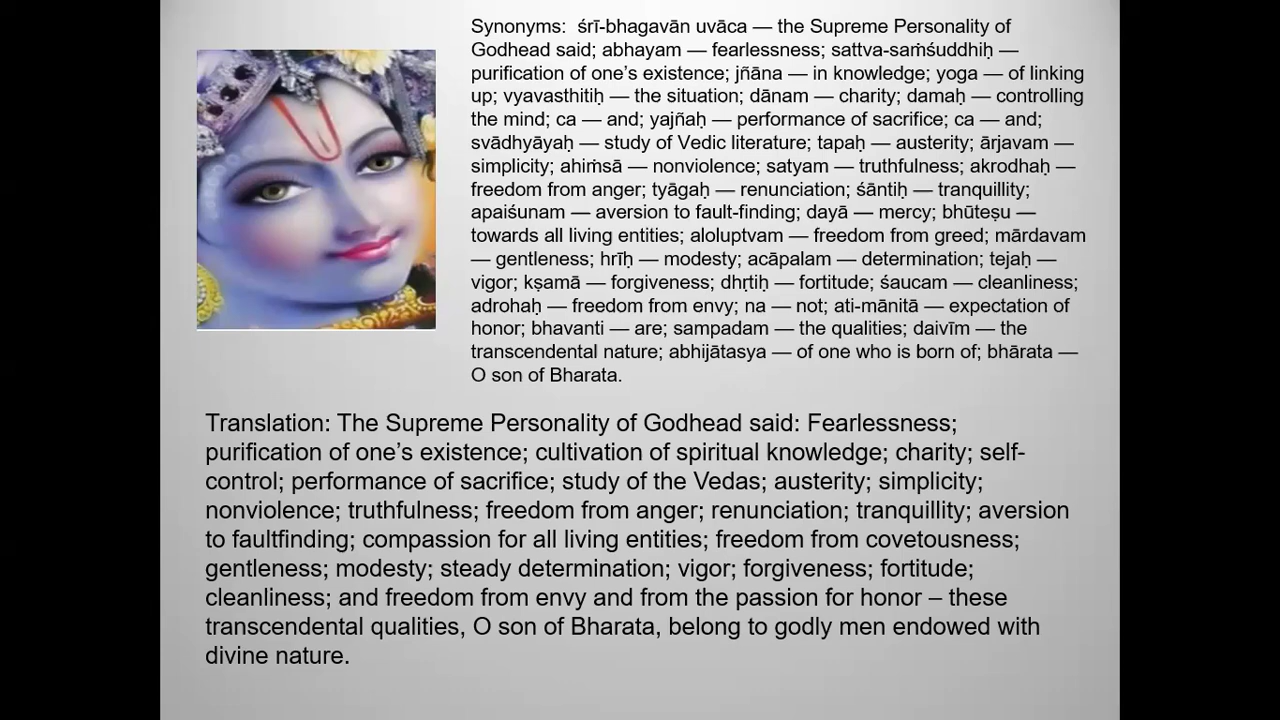 Synonyms:  śrī-bhagavān uvāca — the Supreme Personality of
Godhead said; abhayam — fearlessness; sattva-saṁśuddhiḥ —
purification of one’s existence; jñāna — in knowledge; yoga — of linking
up; vyavasthitiḥ — the situation; dānam — charity; damaḥ — controlling
the mind; ca — and; yajñaḥ — performance of sacrifice; ca — and;
svādhyāyaḥ — study of Vedic literature; tapaḥ — austerity; ārjavam —
simplicity; ahiṁsā — nonviolence; satyam — truthfulness; akrodhaḥ —
freedom from anger; tyāgaḥ — renunciation; śāntiḥ — tranquillity;
apaiśunam — aversion to fault-finding; dayā — mercy; bhūteṣu —
towards all living entities; aloluptvam — freedom from greed; mārdavam
— gentleness; hrīḥ — modesty; acāpalam — determination; tejaḥ —
vigor; kṣamā — forgiveness; dhṛtiḥ — fortitude; śaucam — cleanliness;
adrohaḥ — freedom from envy; na — not; ati-mānitā — expectation of
honor; bhavanti — are; sampadam — the qualities; daivīm — the
transcendental nature; abhijātasya — of one who is born of; bhārata —
O son of Bharata.
Translation: The Supreme Personality of Godhead said: Fearlessness;
purification of one’s existence; cultivation of spiritual knowledge; charity; self-
control; performance of sacrifice; study of the Vedas; austerity; simplicity;
nonviolence; truthfulness; freedom from anger; renunciation; tranquillity; aversion
to faultfinding; compassion for all living entities; freedom from covetousness;
gentleness; modesty; steady determination; vigor; forgiveness; fortitude;
cleanliness; and freedom from envy and from the passion for honor – these
transcendental qualities, O son of Bharata, belong to godly men endowed with
divine nature.